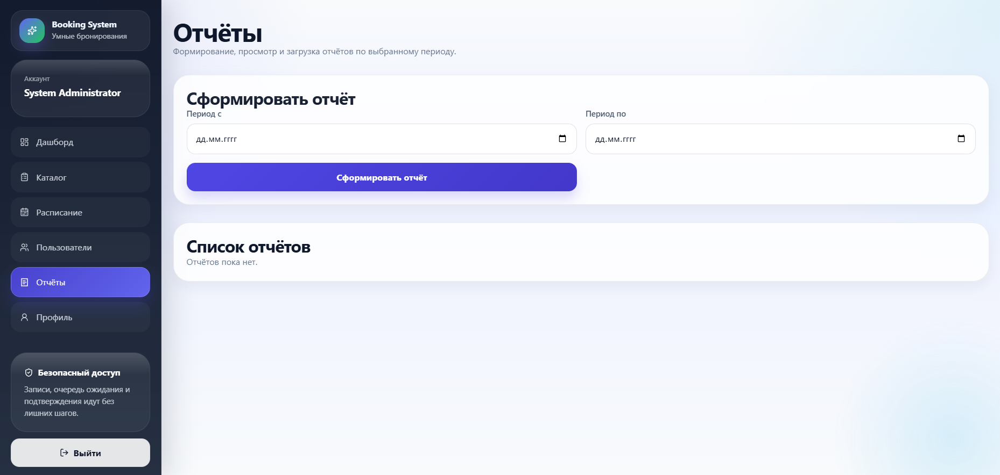 Booking System
Умные бронирования
Аккаунт
System Administrator
Дашборд
Каталог
Расписание
Пользователи
Отчёты
Профиль
Безопасный доступ
Записи, очередь ожидания и
подтверждения идут без
лишних шагов.
Выйти
Отчёты
Формирование, просмотр и загрузка отчётов по выбранному периоду.
Сформировать отчёт
Период с
Период по
дд.мм.гггг
дд.мм.гггг
Сформировать отчёт
Список отчётов
Отчётов пока нет.